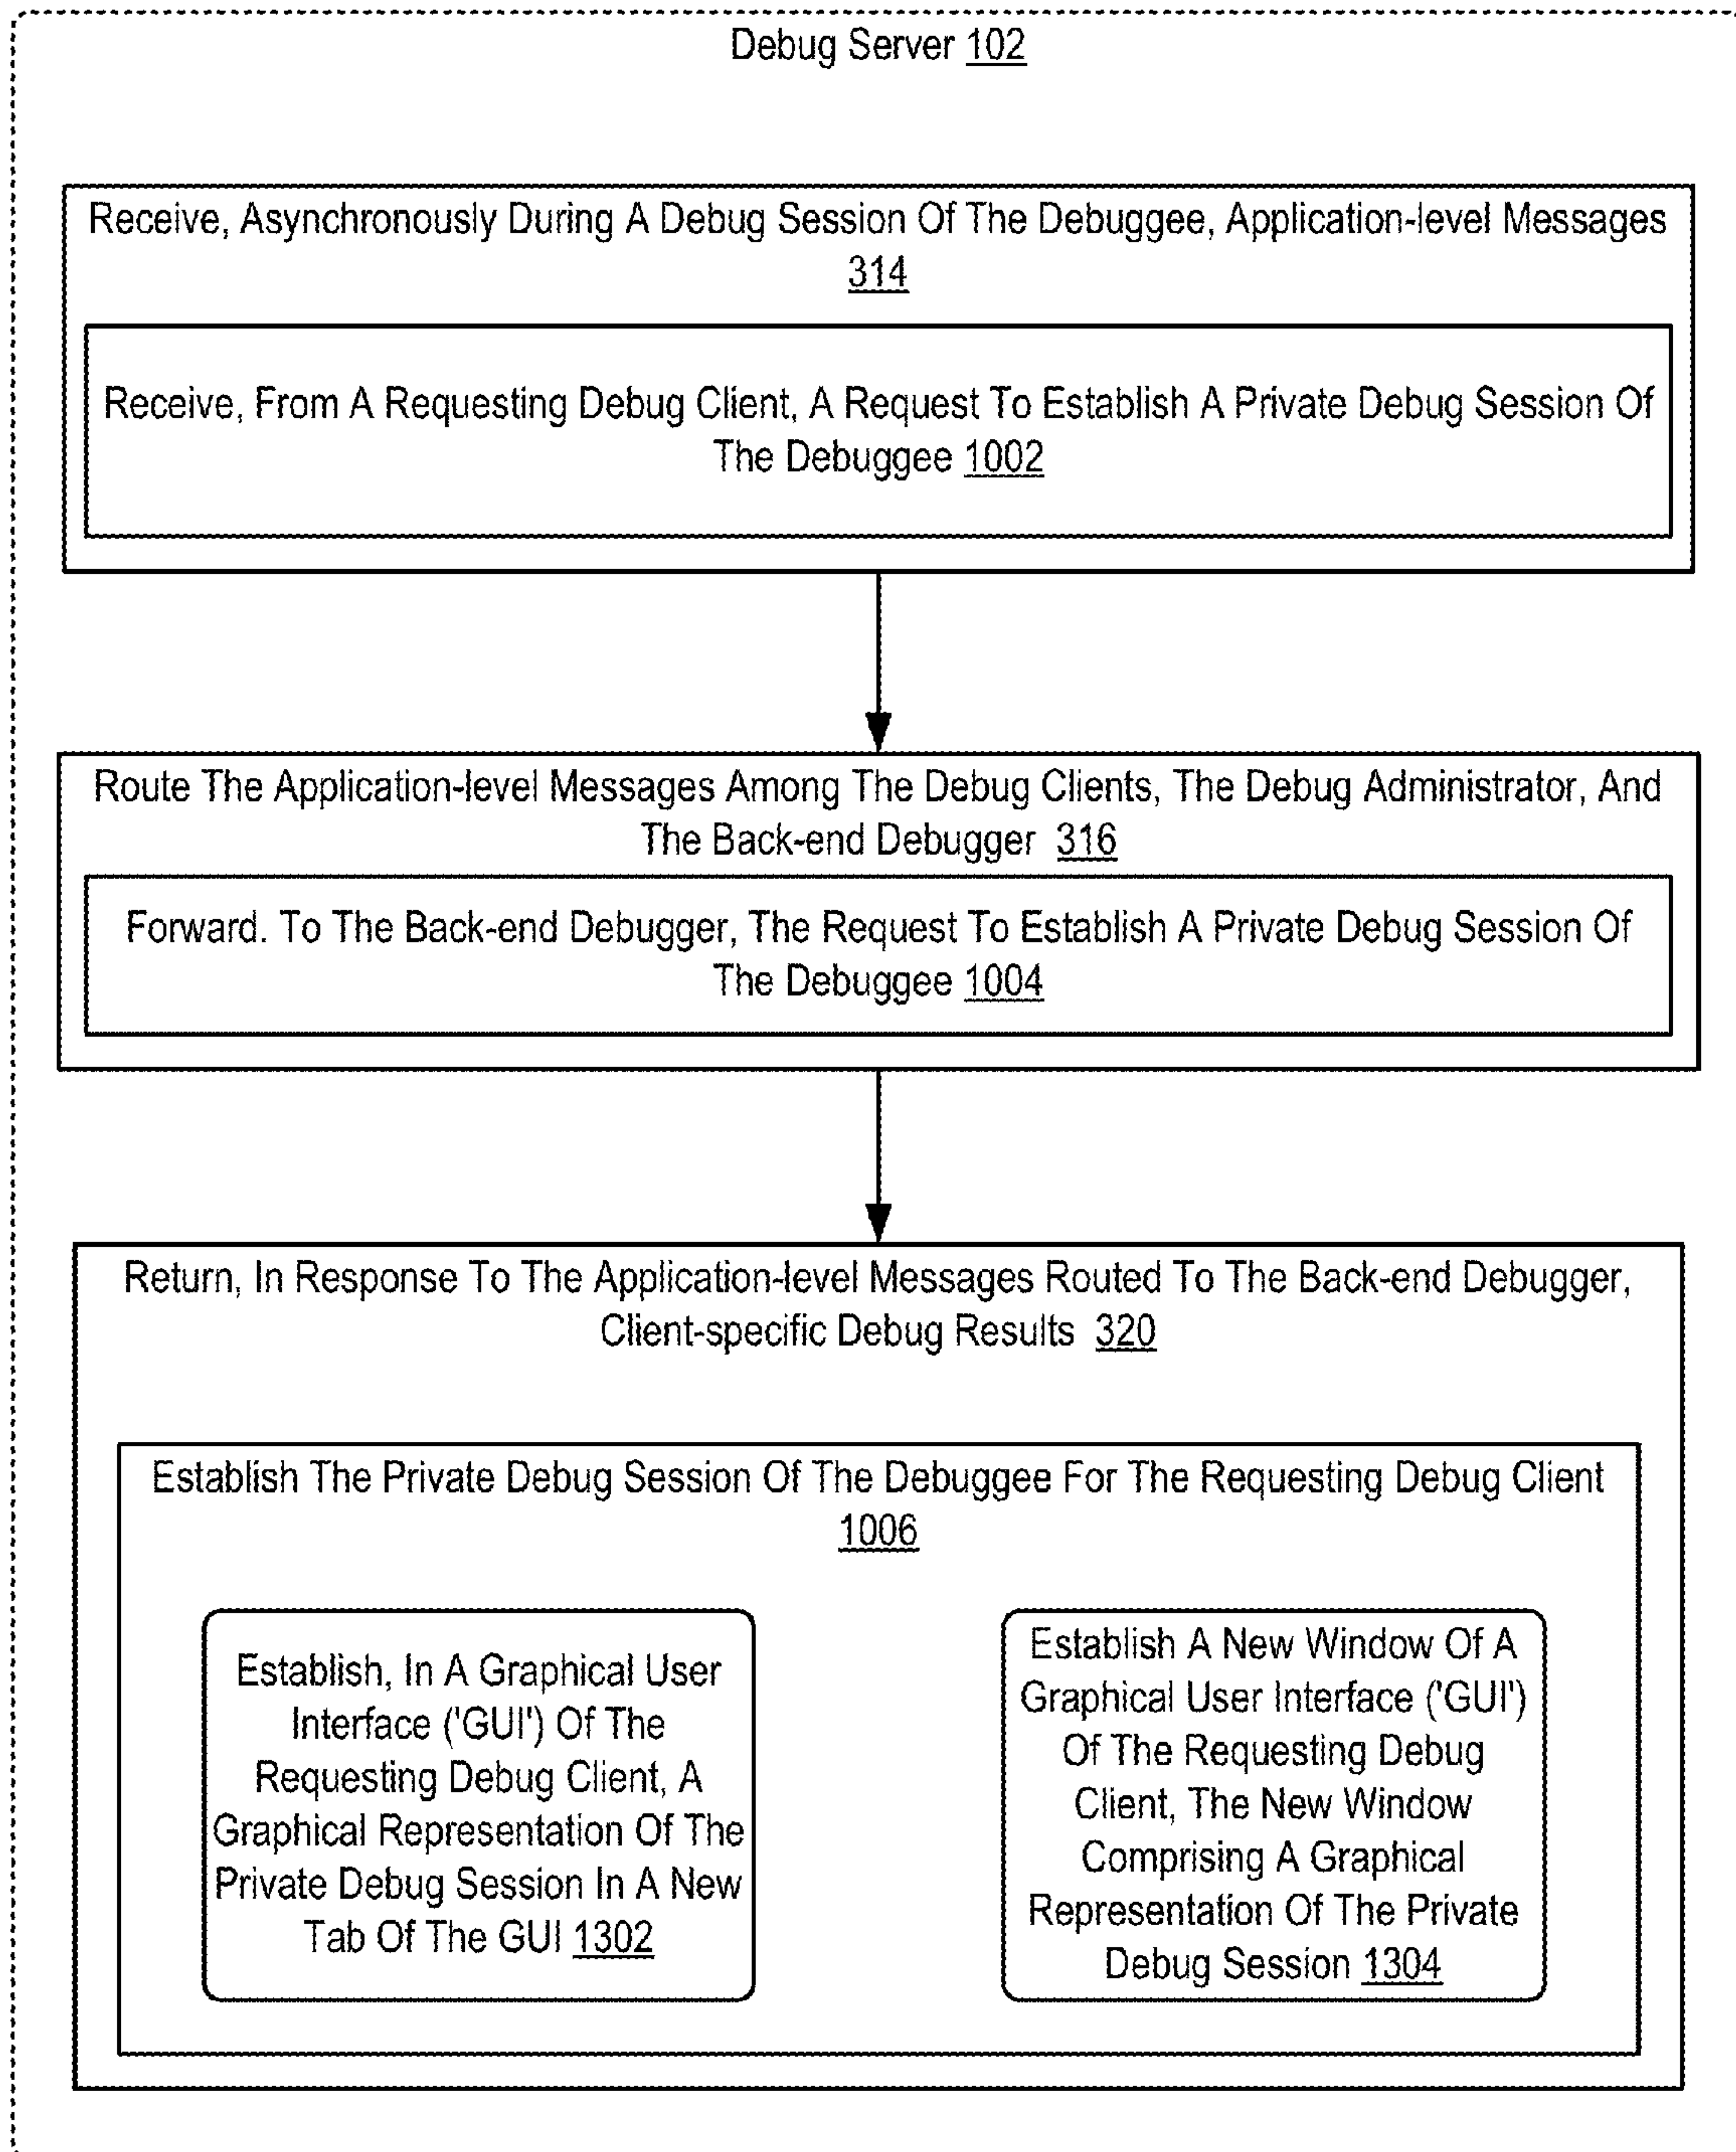 Debug Server 102
Receive, Asynchronously During A Debug Session Of The Debuggee, Application-level Messages
314
Receive, From A Requesting Debug Client, A Request To Establish A Private Debug Session Of
The Debuggee 1002
Route The Application-level Messages Among The Debug Clients, The Debug Administrator, And
The Back-end Debugger 316
Forward. To The Back-end Debugger, The Request To Establish A Private Debug Session Of
The Debuggee 1004
Return, In Response To The Application-level Messages Routed To The Back-end Debugger,
Client-specific Debug Results 320
Establish The Private Debug Session Of The Debuggee For The Requesting Debug Client
1006
Establish, In A Graphical User
Interface ('GUI') Of The
Requesting Debug Client, A
Graphical Representation Of The
Private Debug Session In A New
Tab Of The GUI 1302
Establish A New Window Of A
Graphical User Interface ('GUI')
Of The Requesting Debug
Client, The New Window
Comprising A Graphical
Representation Of The Private
Debug Session 1304